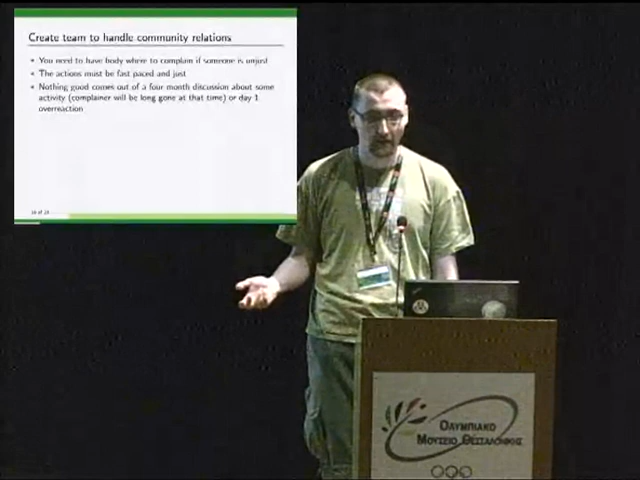 Create team to handle community relations
You need to have body where to complain if someone is unjust
The actions must be fast paced and just
Nothing good comes out of a four month discussion about some
activity (complainer will be long gone at that time) or day 1
overreaction
ΟΛΥΜΠΙΑΚΟ
ΜΟΥΣΕΙΟ ΘΕΣΣΑΛΟΝΙΚΗΣ